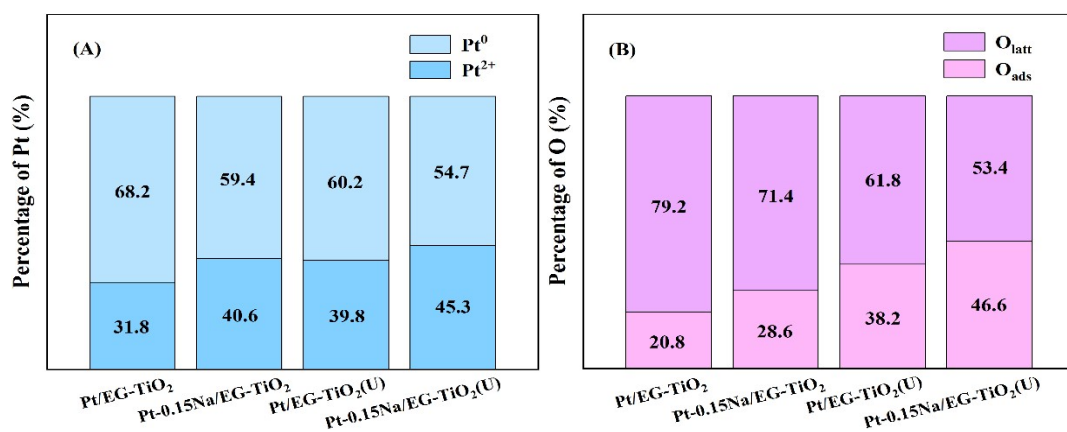 (A)
Pt⁰
Pt²⁺
Percentage of Pt (%)
68.2
59.4
60.2
54.7
31.8
40.6
39.8
45.3
Pt/EG-TiO₂
Pt-0.15Na/EG-TiO₂
Pt/EG-TiO₂(U)
Pt-0.15Na/EG-TiO₂(U)
(B)
Oₗₐₜₜ
Oₐdₛ
Percentage of O (%)
79.2
71.4
61.8
53.4
20.8
28.6
38.2
46.6
Pt/EG-TiO₂
Pt-0.15Na/EG-TiO₂
Pt/EG-TiO₂(U)
Pt-0.15Na/EG-TiO₂(U)